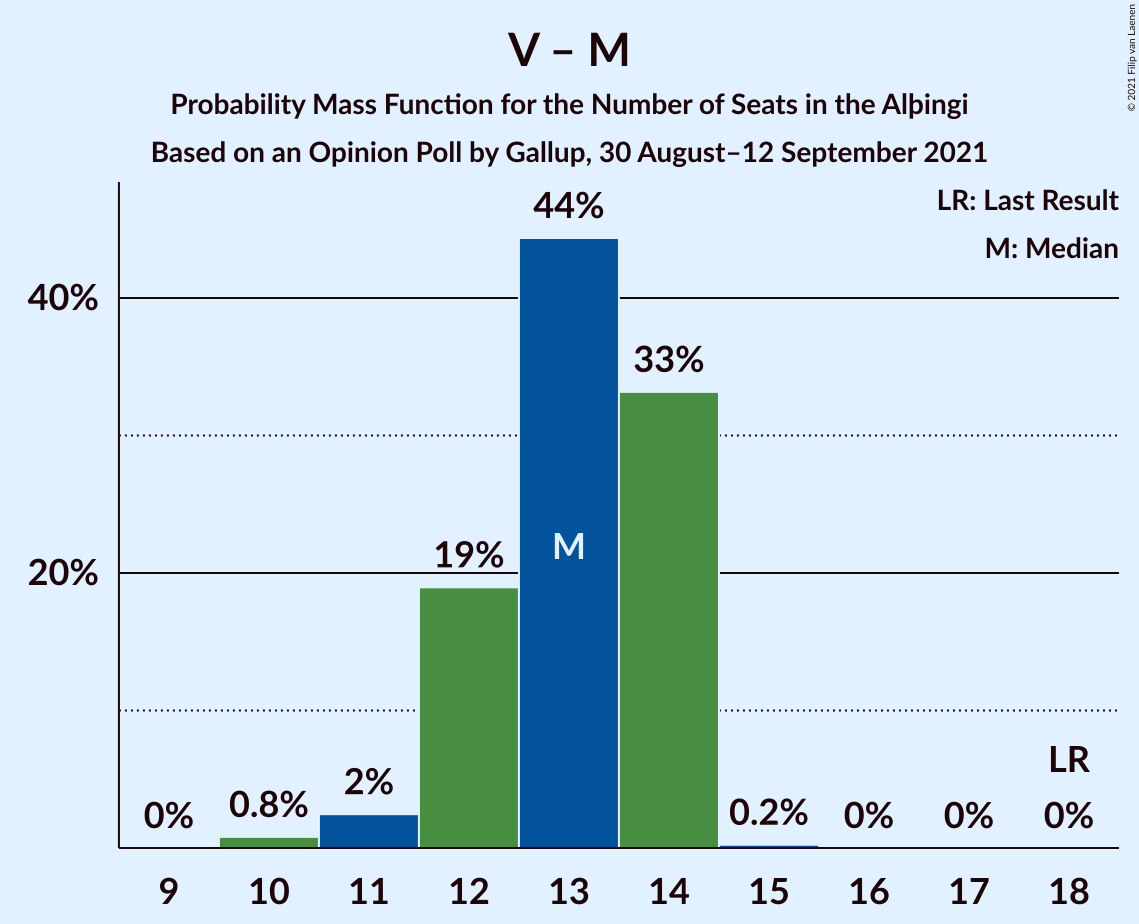 V – M
Probability Mass Function for the Number of Seats in the Alþingi
Based on an Opinion Poll by Gallup, 30 August–12 September 2021
© 2021 Filip van Laenen
LR: Last Result
M: Median
44%
40%
33%
20%
19%
M
0%
0.8%
2%
0.2%
0%
0%
LR
0%
9 10 11 12 13 14 15 16 17 18